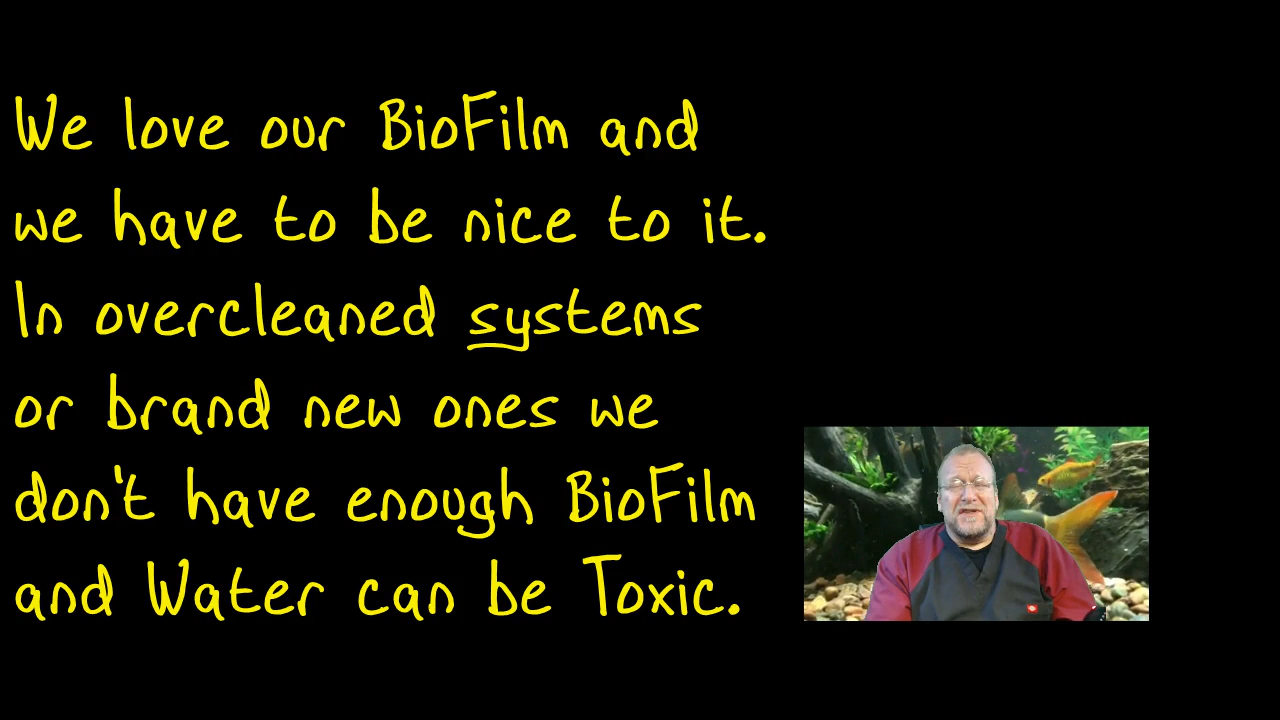 We love our BioFilm and
we have to be nice to it.
In overcleaned systems
or brand new ones we
don't have enough BioFilm
and Water can be Toxic.